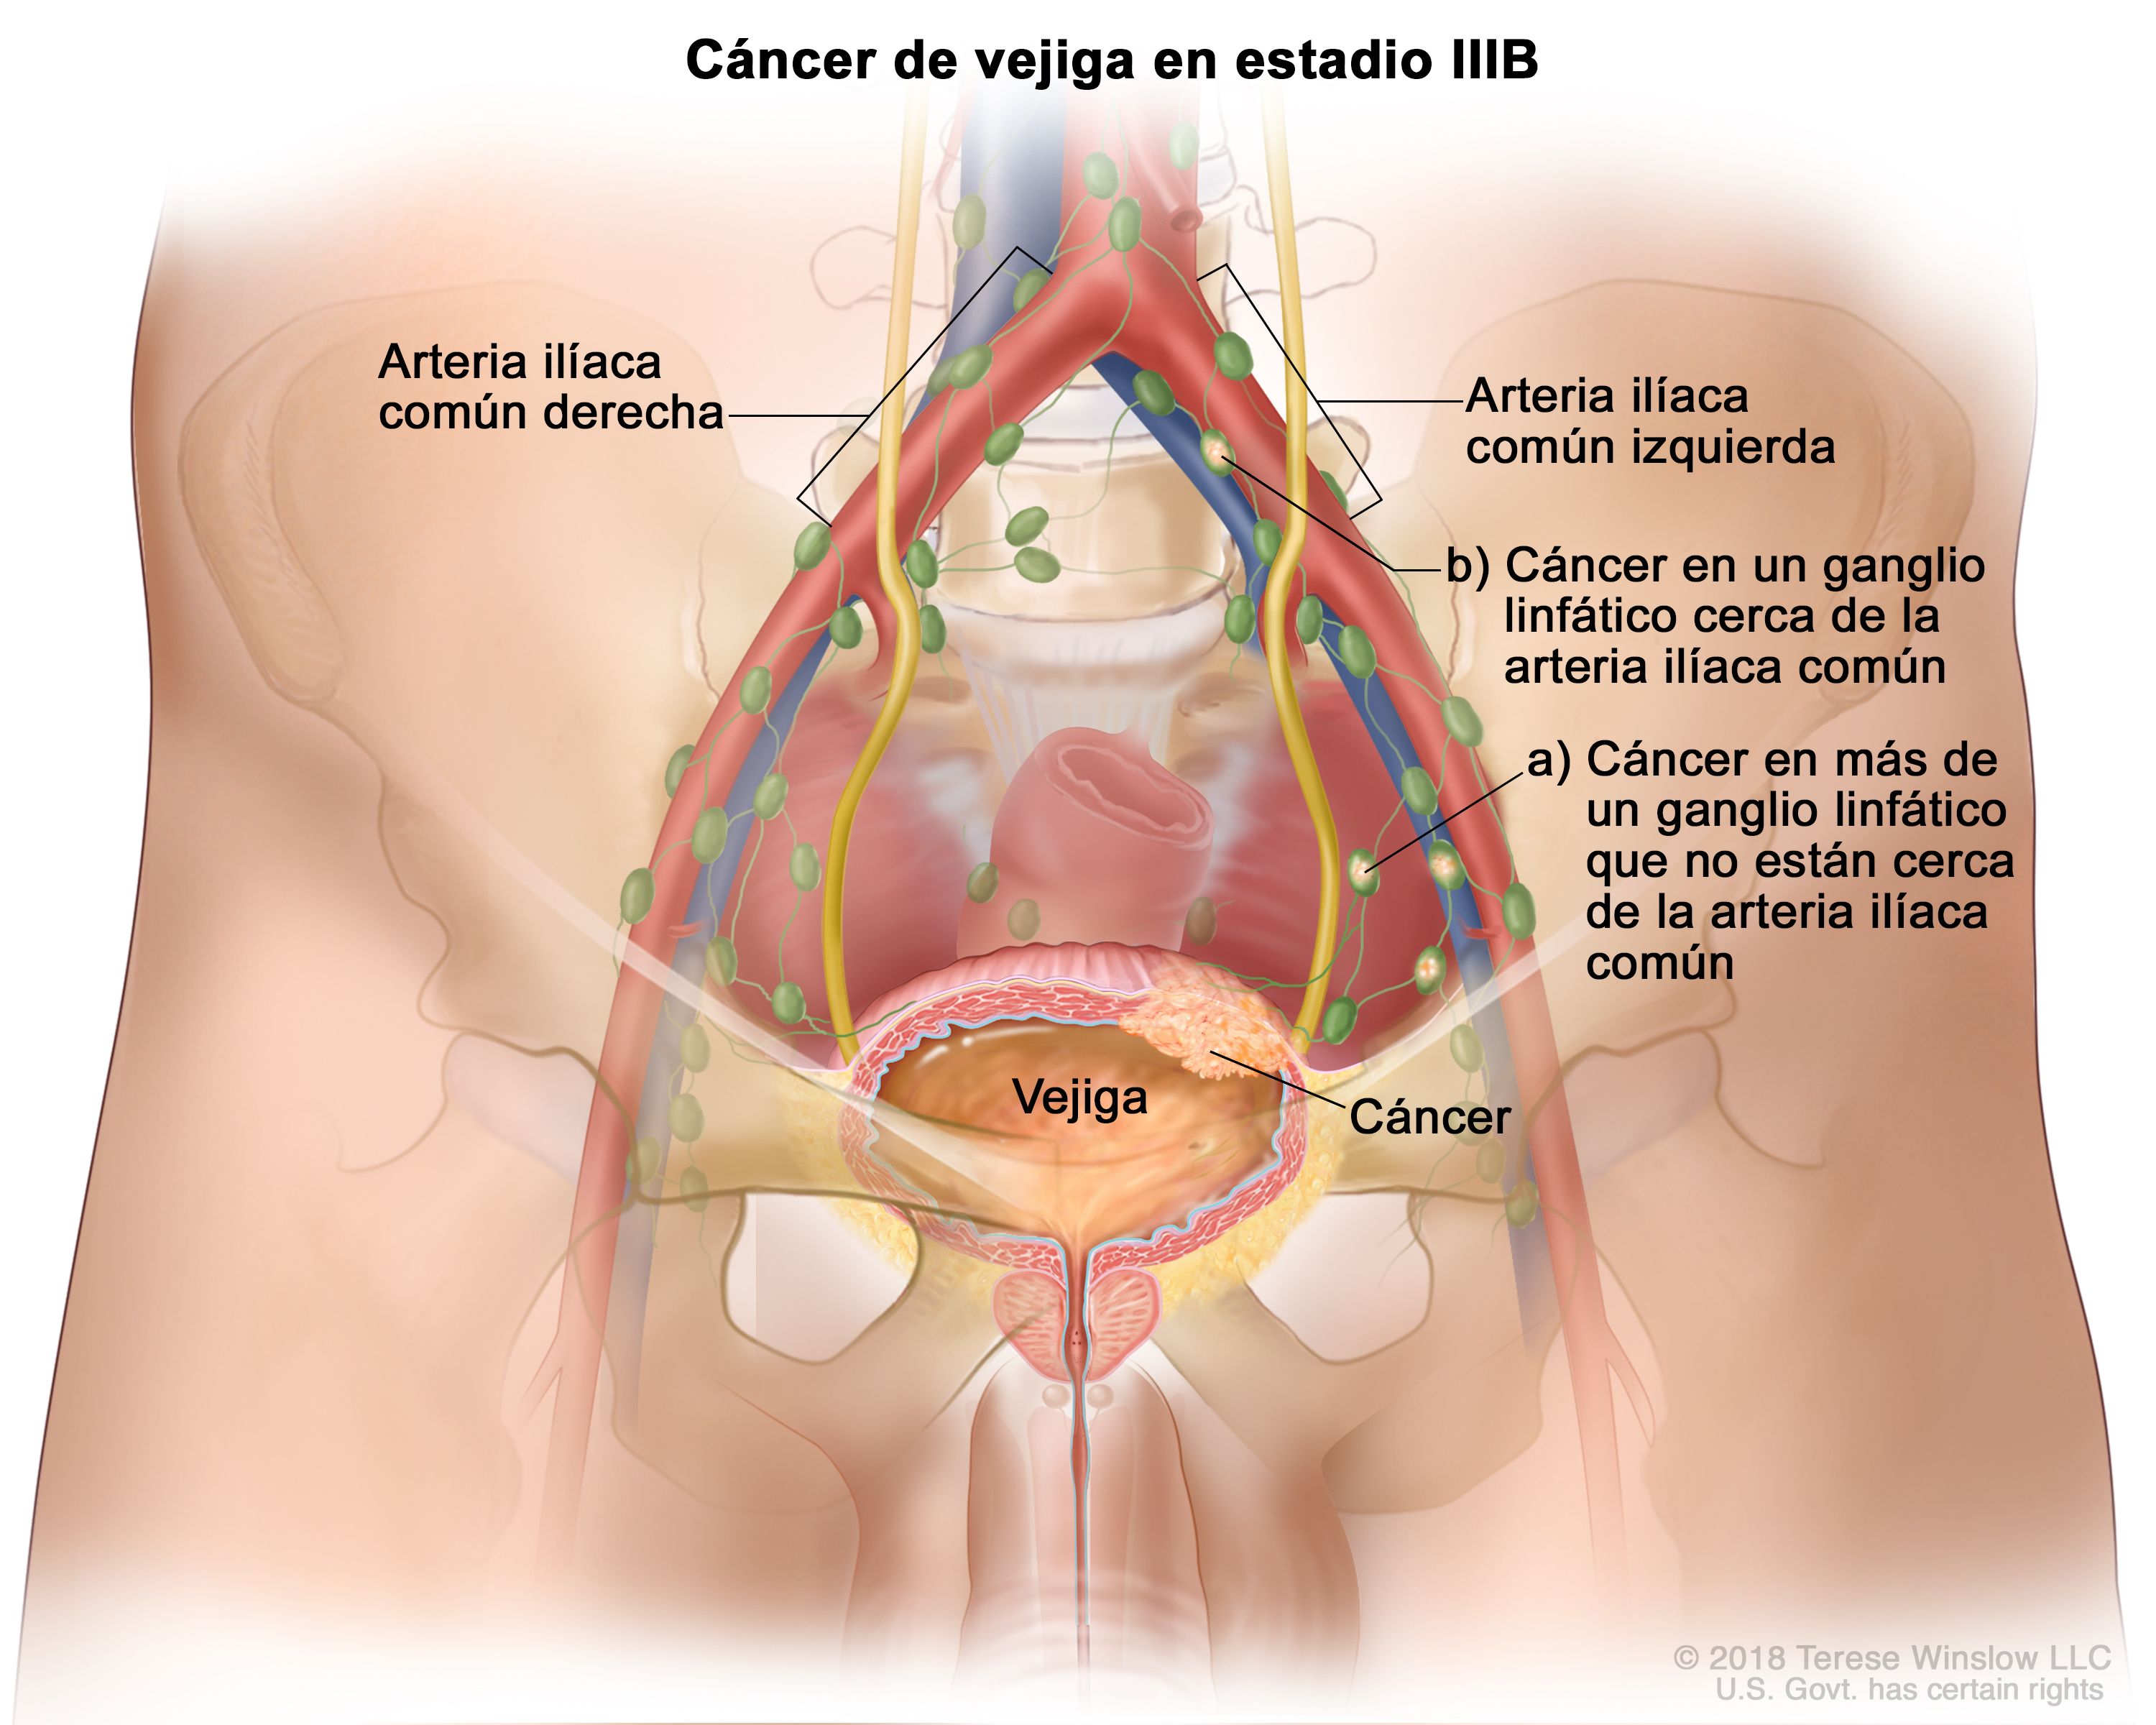 Cáncer de vejiga en estadio IIIB
Arteria ilíaca
común derecha
Arteria ilíaca
común izquierda
b) Cáncer en un ganglio
linfático cerca de la
arteria ilíaca común
a) Cáncer en más de
un ganglio linfático
que no están cerca
de la arteria ilíaca
común
Vejiga
Cáncer
© 2018 Terese Winslow LLC
U.S. Govt. has certain rights